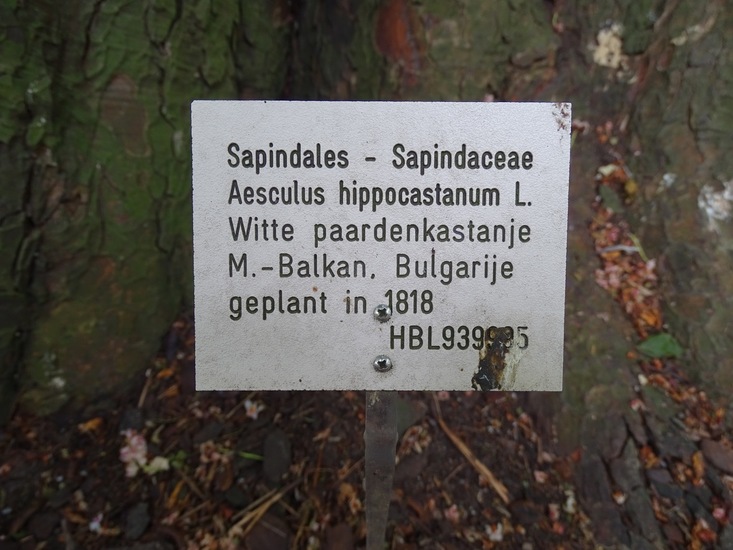 Sapindales - Sapindaceae
Aesculus hippocastanum L.
Witte paardenkastanje
M.-Balkan, Bulgarije
geplant in 1818